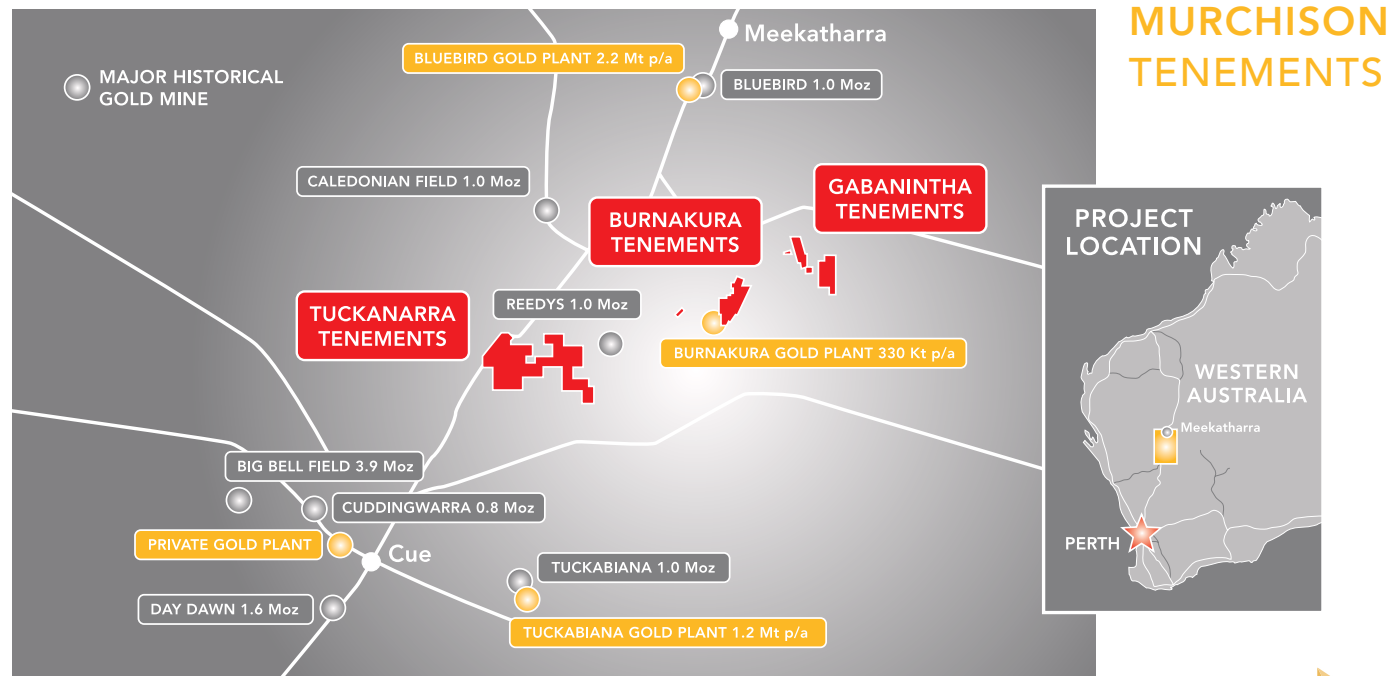 MURCHISON
TENEMENTS
Meekatharra
BLUEBIRD GOLD PLANT 2.2 Mt p/a
MAJOR HISTORICAL
GOLD MINE
BLUEBIRD 1.0 Moz
CALEDONIAN FIELD 1.0 Moz
GABANINTHA
TENEMENTS
BURNAKURA
TENEMENTS
REEDYS 1.0 Moz
TUCKANARRA
TENEMENTS
BURNAKURA GOLD PLANT 330 Kt p/a
BIG BELL FIELD 3.9 Moz
CUDDINGWARRA 0.8 Moz
PRIVATE GOLD PLANT
Cue
TUCKABIANA 1.0 Moz
DAY DAWN 1.6 Moz
TUCKABIANA GOLD PLANT 1.2 Mt p/a
PROJECT
LOCATION
WESTERN
AUSTRALIA
Meekatharra
PERTH